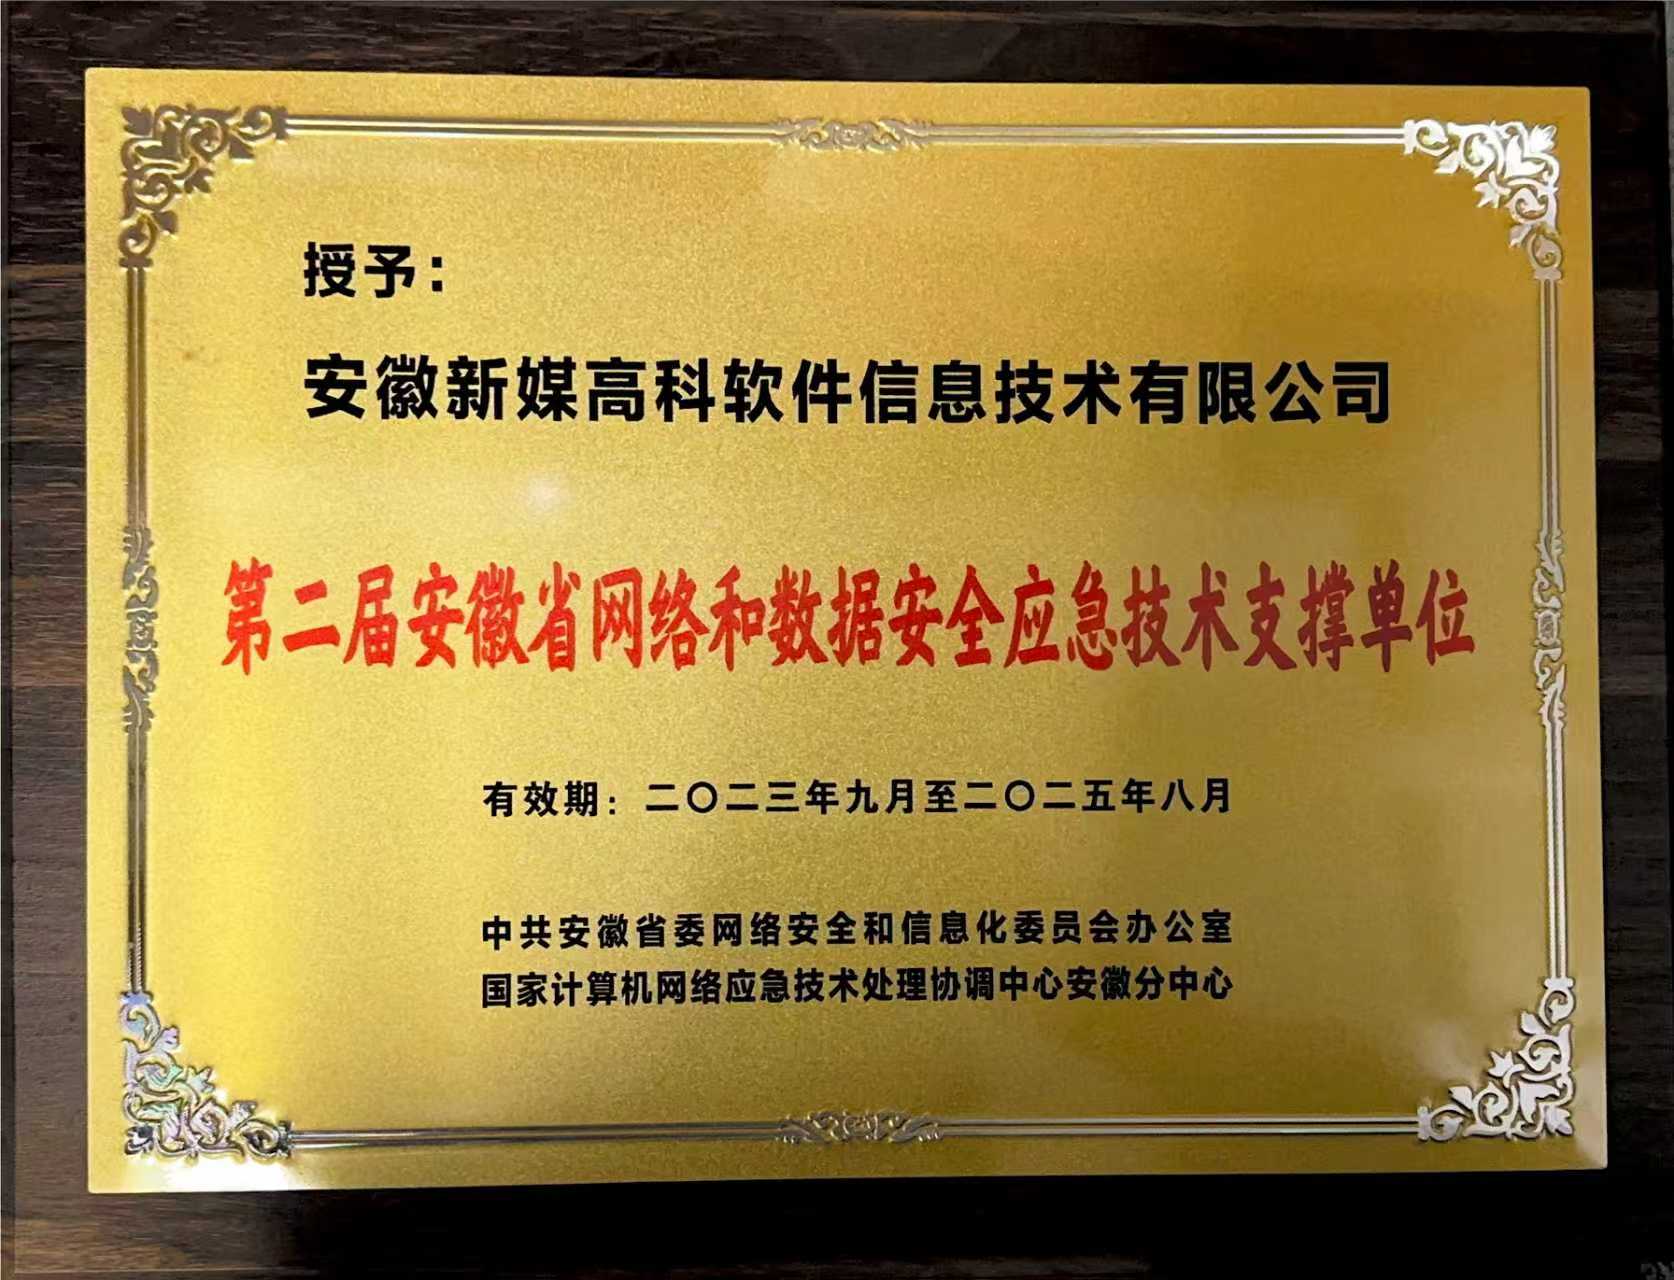 授予：
安徽新媒高科软件信息技术有限公司
第二届安徽省网络和数据安全应急技术支撑单位
有效期：二〇二三年九月至二〇二五年八月
中共安徽省委网络安全和信息化委员会办公室
国家计算机网络应急技术处理协调中心安徽分中心